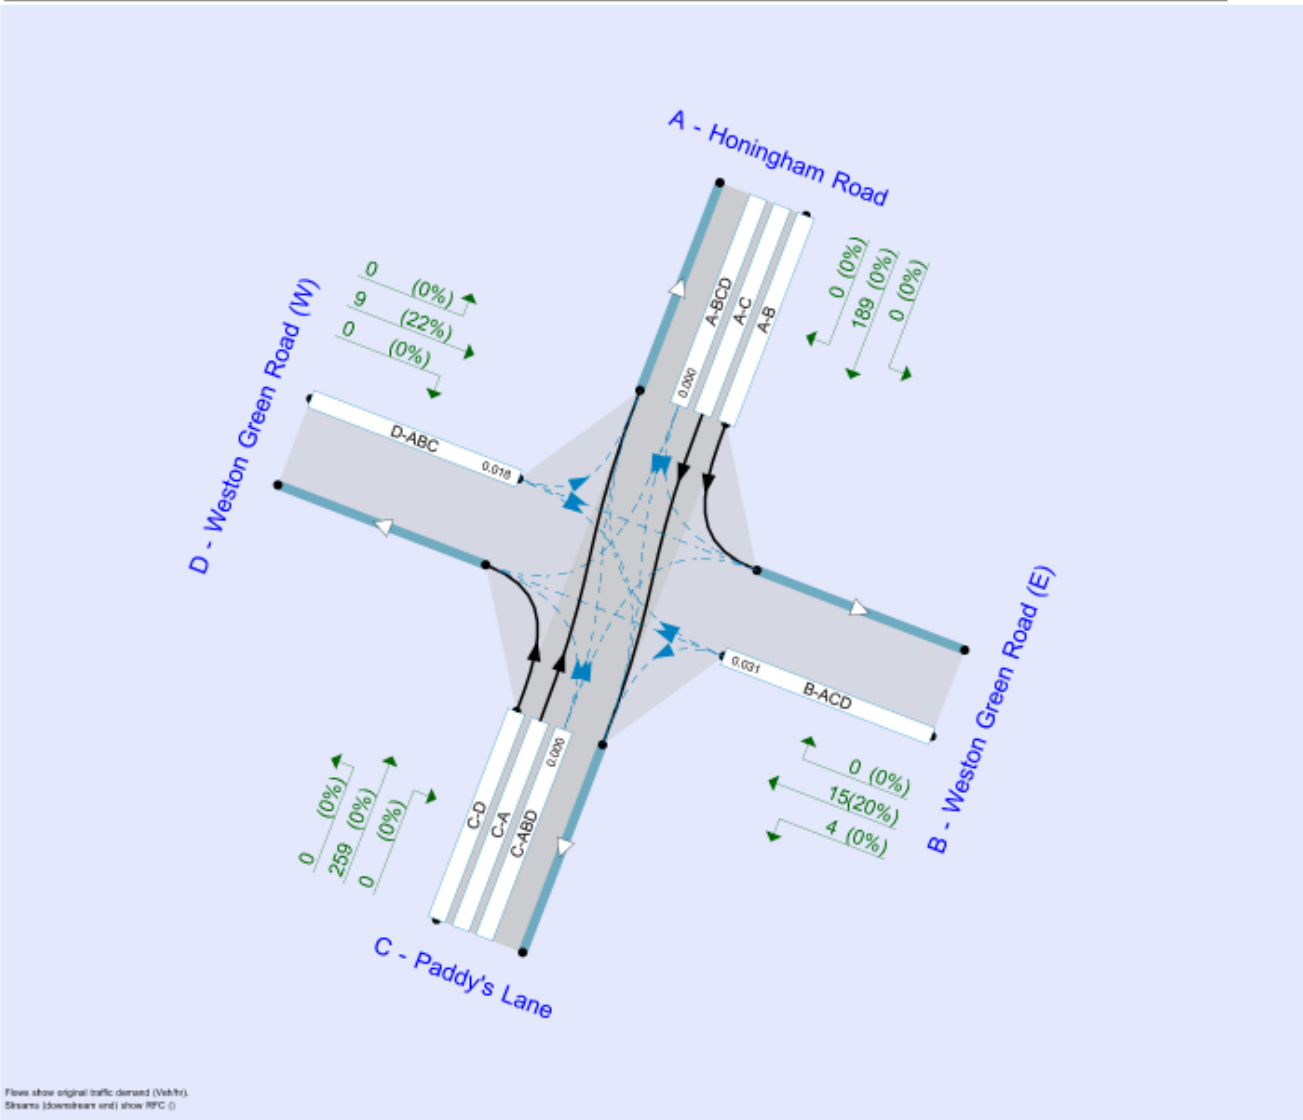 A - Honingham Road
0 (0%)
189 (0%)
0 (0%)
A-BCD
A-C
A-B
0.000
D - Weston Green Road (W)
0 (0%)
9 (22%)
0 (0%)
D-ABC
0.018
B - Weston Green Road (E)
0.031
B-ACD
0 (0%)
15(20%)
4 (0%)
0.000
C-D
C-A
C-ABD
0 (0%)
259 (0%)
0 (0%)
C - Paddy's Lane
Flows show original traffic demand (Veh/hr).
Streams (downstream end) show RFC ()